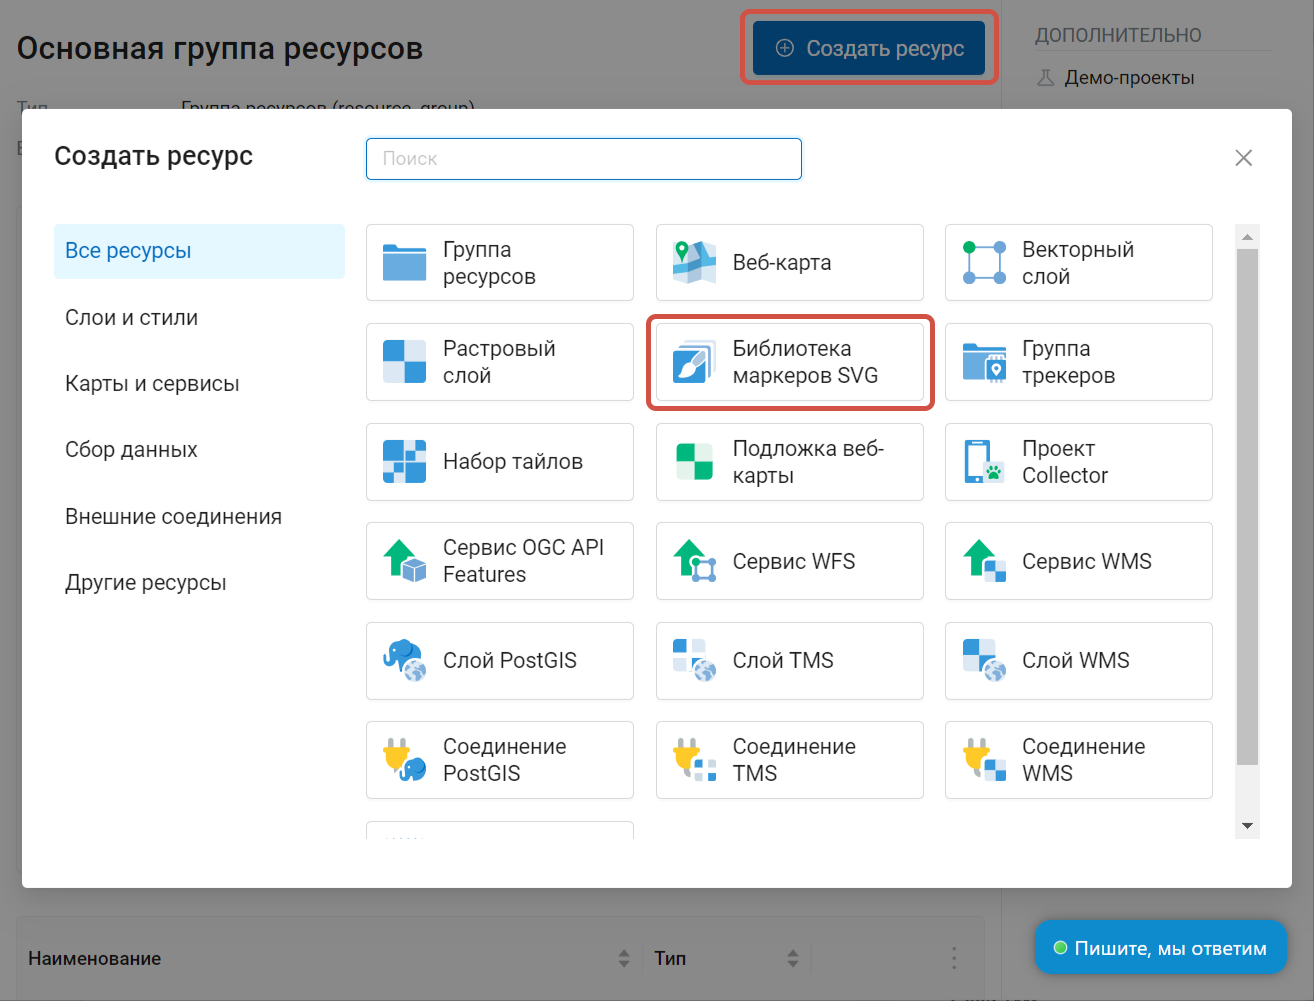 Основная группа ресурсов
Создать ресурс
ДОПОЛНИТЕЛЬНО
Демо-проекты
Тип
Группа ресурсов (resource_group)
Создать ресурс
Поиск
Все ресурсы
Слои и стили
Карты и сервисы
Сбор данных
Внешние соединения
Другие ресурсы
Группа
ресурсов
Веб-карта
Векторный
слой
Растровый
слой
Библиотека
маркеров SVG
Группа
трекеров
Набор тайлов
Подложка веб-
карты
Проект
Collector
Сервис OGC API
Features
Сервис WFS
Сервис WMS
Слой PostGIS
Слой TMS
Слой WMS
Соединение
PostGIS
Соединение
TMS
Соединение
WMS
Наименование
Тип
Пишите, мы ответим